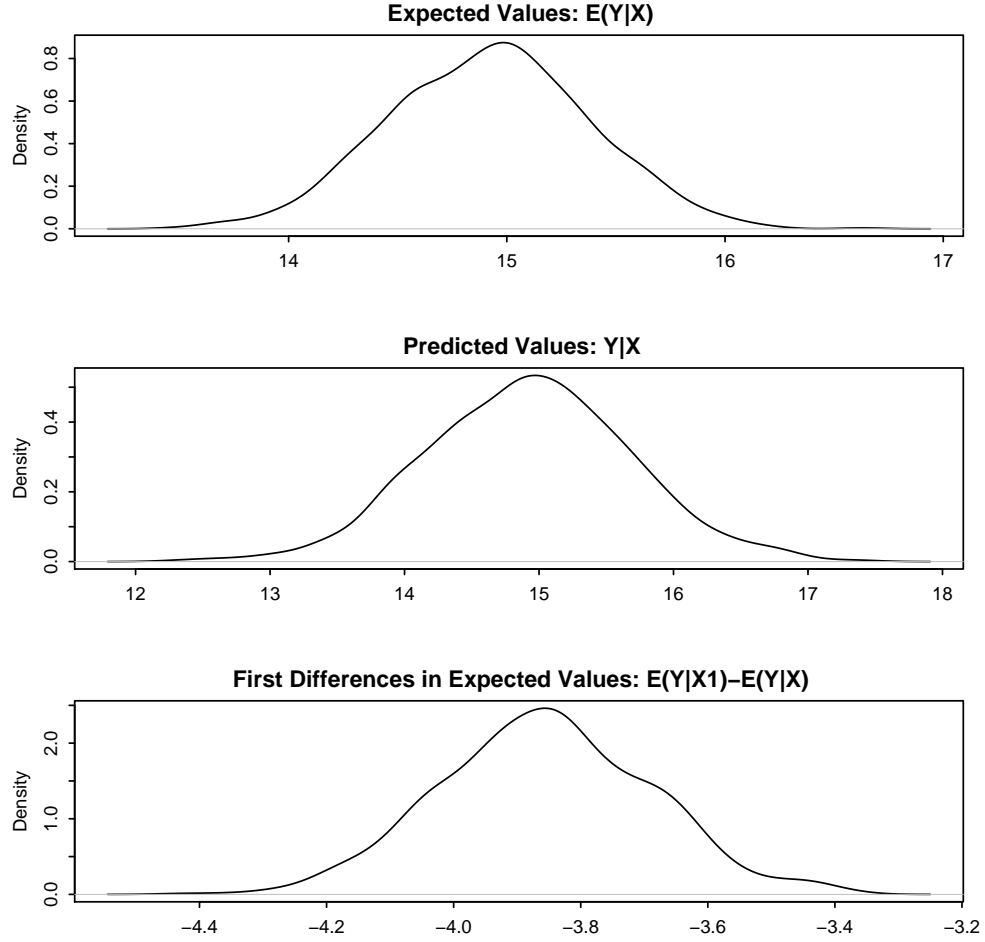 Expected Values: E(Y|X)
Density
0.0 0.2 0.4 0.6 0.8
14 15 16 17
Predicted Values: Y|X
Density
0.0 0.2 0.4
12 13 14 15 16 17 18
First Differences in Expected Values: E(Y|X1)−E(Y|X)
Density
0.0 1.0 2.0
−4.4 −4.2 −4.0 −3.8 −3.6 −3.4 −3.2